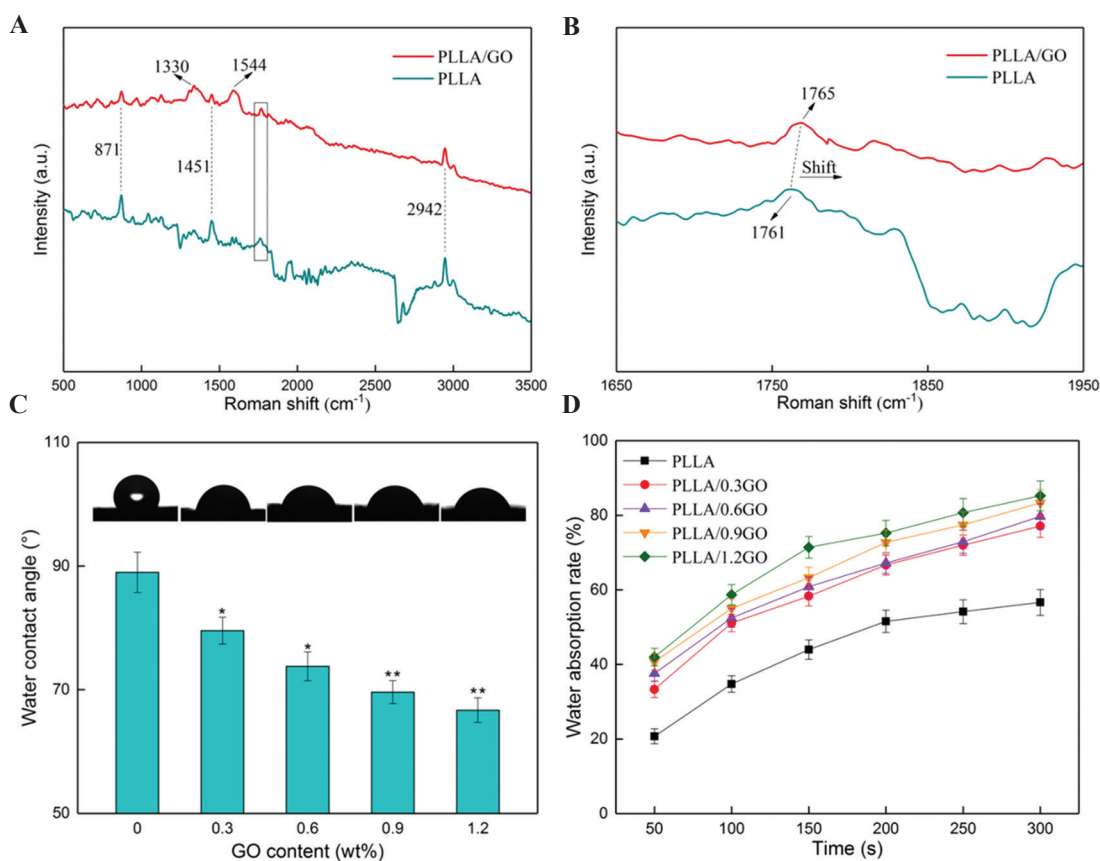 A
PLLA/GO
PLLA
1330
1544
871
1451
2942
Intensity (a.u.)
500 1000 1500 2000 2500 3000 3500
Roman shift (cm⁻¹)
B
PLLA/GO
PLLA
1765
Shift
1761
Intensity (a.u.)
1650 1750 1850 1950
Roman shift (cm⁻¹)
C
110
90
70
50
Water contact angle (°)
* * ** **
0 0.3 0.6 0.9 1.2
GO content (wt%)
D
100
80
60
40
20
0
Water absorption rate (%)
PLLA
PLLA/0.3GO
PLLA/0.6GO
PLLA/0.9GO
PLLA/1.2GO
50 100 150 200 250 300
Time (s)